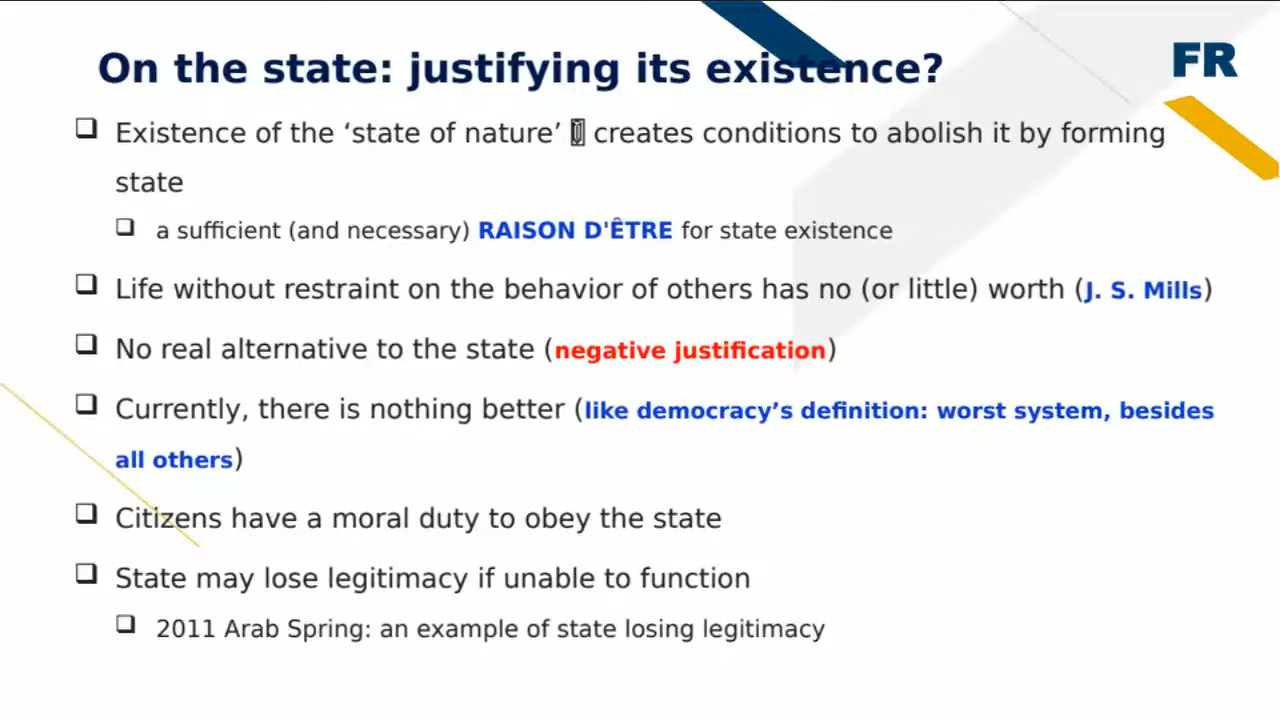 On the state: justifying its existence?
FR
❑ Existence of the ‘state of nature’ creates conditions to abolish it by forming
state
❑ a sufficient (and necessary) RAISON D'ÊTRE for state existence
❑ Life without restraint on the behavior of others has no (or little) worth (J. S. Mills)
❑ No real alternative to the state (negative justification)
❑ Currently, there is nothing better (like democracy’s definition: worst system, besides
all others)
❑ Citizens have a moral duty to obey the state
❑ State may lose legitimacy if unable to function
❑ 2011 Arab Spring: an example of state losing legitimacy